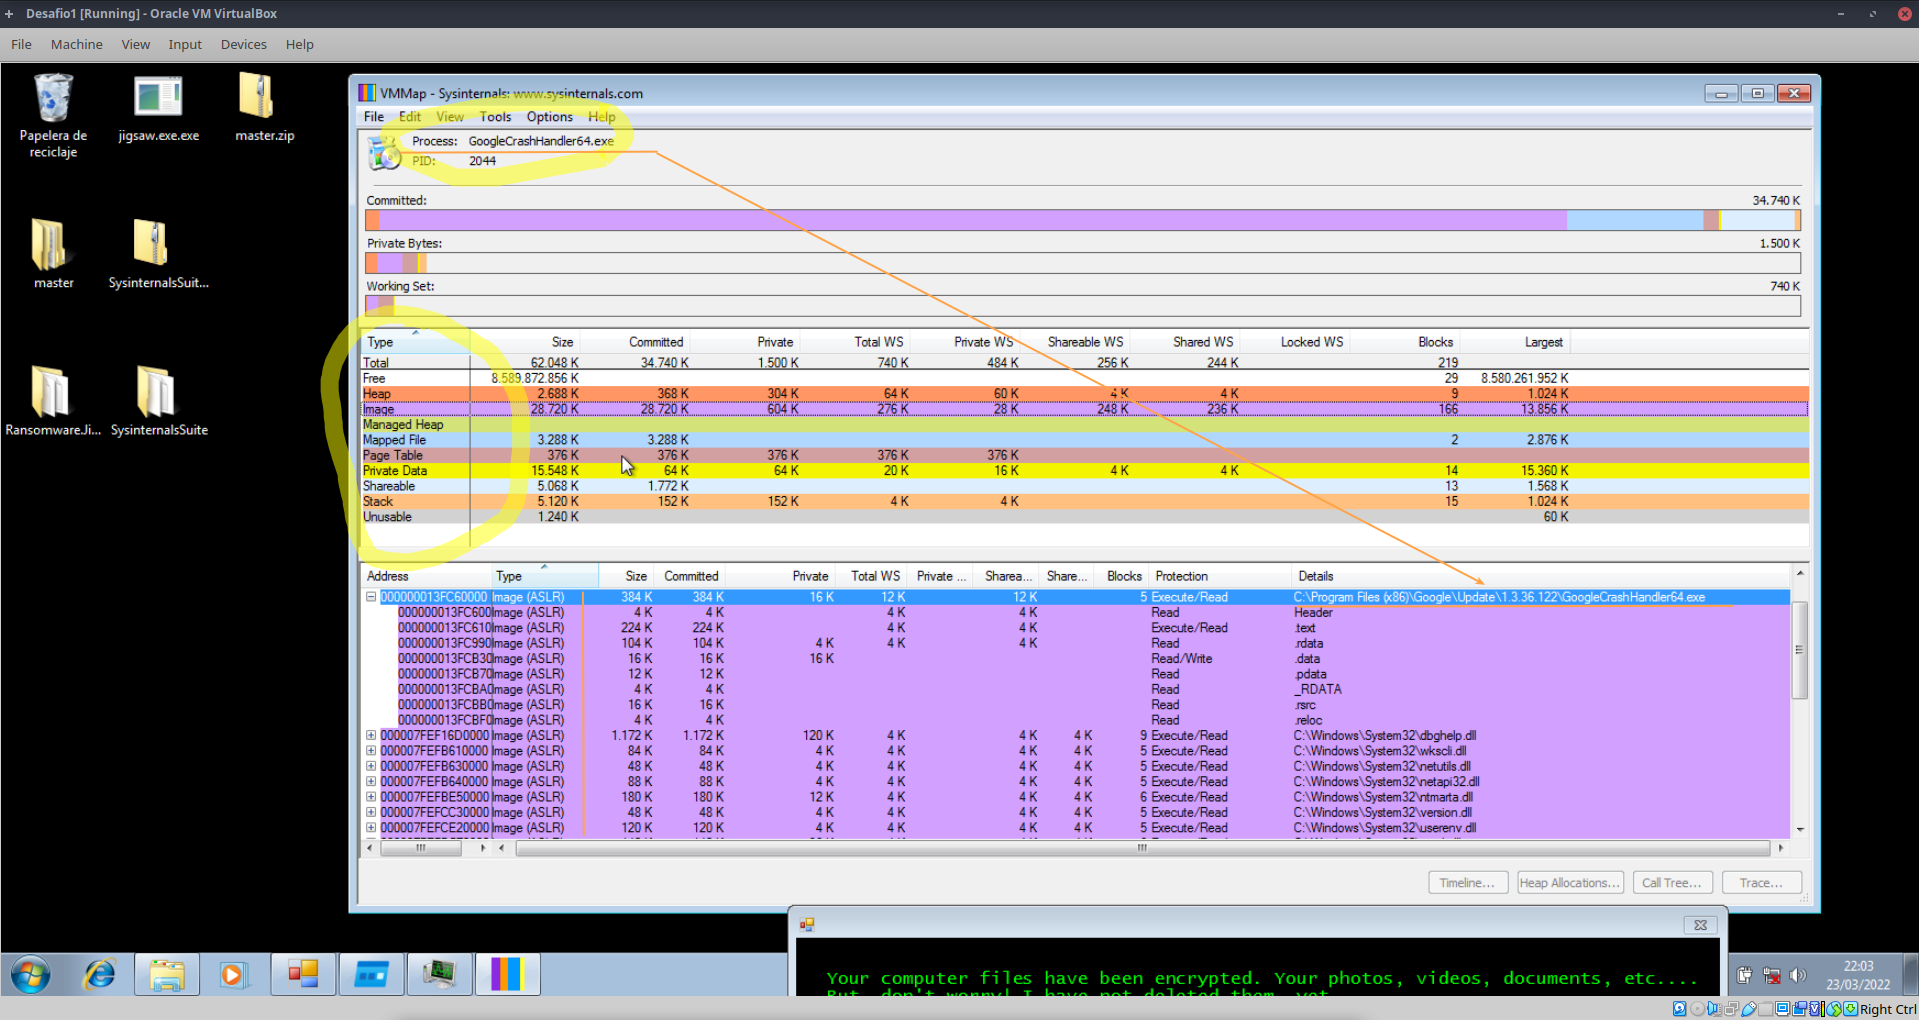 Desafio1 [Running] - Oracle VM VirtualBox
File Machine View Input Devices Help
Papelera de reciclaje
jigsaw.exe.exe
master.zip
master
SysinternalsSuit...
Ransomware.Ji...
SysinternalsSuite
VMMap - Sysinternals: www.sysinternals.com
File Edit View Tools Options Help
Process: GoogleCrashHandler64.exe
PID: 2044
Committed: 34.740 K
Private Bytes: 1.500 K
Working Set: 740 K
Type Size Committed Private Total WS Private WS Shareable WS Shared WS Locked WS Blocks Largest
Total 62.048 K 34.740 K 1.500 K 740 K 484 K 256 K 244 K 219
Free 8.589.872.856 K 29 8.580.261.952 K
Heap 2.688 K 368 K 304 K 64 K 60 K 4 K 4 K 9 1.024 K
Image 28.720 K 28.720 K 604 K 276 K 28 K 248 K 236 K 166 13.856 K
Managed Heap
Mapped File 3.288 K 3.288 K 2 2.876 K
Page Table 376 K 376 K 376 K 376 K 376 K
Private Data 15.548 K 64 K 64 K 20 K 16 K 4 K 4 K 14 15.360 K
Shareable 5.068 K 1.772 K 13 1.568 K
Stack 5.120 K 152 K 152 K 4 K 4 K 15 1.024 K
Unusable 1.240 K 60 K
Address Type Size Committed Private Total WS Private ... Sharea... Share... Blocks Protection Details
000000013FC60000 Image (ASLR) 384 K 384 K 16 K 12 K 12 K 5 Execute/Read C:\Program Files (x86)\Google\Update\1.3.36.122\GoogleCrashHandler64.exe
000000013FC600 Image (ASLR) 4 K 4 K 4 K 4 K Read Header
000000013FC610 Image (ASLR) 224 K 224 K 4 K 4 K Execute/Read .text
000000013FC990 Image (ASLR) 104 K 104 K 4 K 4 K 4 K Read .rdata
000000013FCB30 Image (ASLR) 16 K 16 K 16 K Read/Write .data
000000013FCB70 Image (ASLR) 12 K 12 K Read .pdata
000000013FCBA0 Image (ASLR) 4 K 4 K Read _RDATA
000000013FCBB0 Image (ASLR) 16 K 16 K Read .rsrc
000000013FCBF0 Image (ASLR) 4 K 4 K Read .reloc
000007FEF16D0000 Image (ASLR) 1.172 K 1.172 K 120 K 4 K 4 K 4 K 9 Execute/Read C:\Windows\System32\dbghelp.dll
000007FEFB610000 Image (ASLR) 84 K 84 K 4 K 4 K 4 K 4 K 5 Execute/Read C:\Windows\System32\wkscli.dll
000007FEFB630000 Image (ASLR) 48 K 48 K 4 K 4 K 4 K 4 K 5 Execute/Read C:\Windows\System32\netutils.dll
000007FEFB640000 Image (ASLR) 88 K 88 K 4 K 4 K 4 K 4 K 5 Execute/Read C:\Windows\System32\netapi32.dll
000007FEFBE50000 Image (ASLR) 180 K 180 K 12 K 4 K 4 K 4 K 6 Execute/Read C:\Windows\System32\ntmarta.dll
000007FEFCC30000 Image (ASLR) 48 K 48 K 4 K 4 K 4 K 4 K 5 Execute/Read C:\Windows\System32\version.dll
000007FEFCE20000 Image (ASLR) 120 K 120 K 4 K 4 K 4 K 4 K 5 Execute/Read C:\Windows\System32\userenv.dll
Timeline... Heap Allocations... Call Tree... Trace...
Your computer files have been encrypted. Your photos, videos, documents, etc....
But, don't worry! I have not deleted them, yet.
22:03
23/03/2022
Right Ctrl